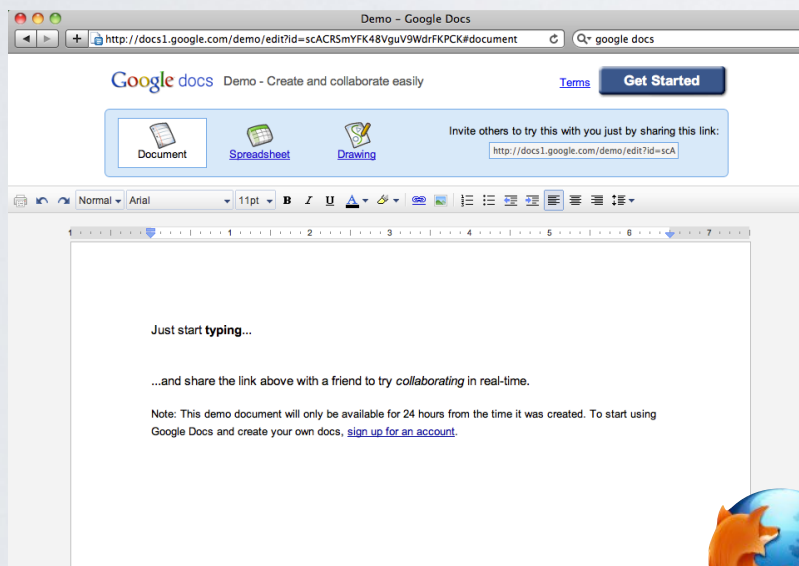 Demo – Google Docs
http://docs1.google.com/demo/edit?id=scACRSmYFK48VguV9WdrFKPCK#document
google docs
Google docs Demo - Create and collaborate easily
Terms
Get Started
Invite others to try this with you just by sharing this link:
http://docs1.google.com/demo/edit?id=scA
Document Spreadsheet Drawing
Normal Arial 11pt B I U A
1 1 2 3 4 5 6 7
Just start typing...
...and share the link above with a friend to try collaborating in real-time.
Note: This demo document will only be available for 24 hours from the time it was created. To start using
Google Docs and create your own docs, sign up for an account.